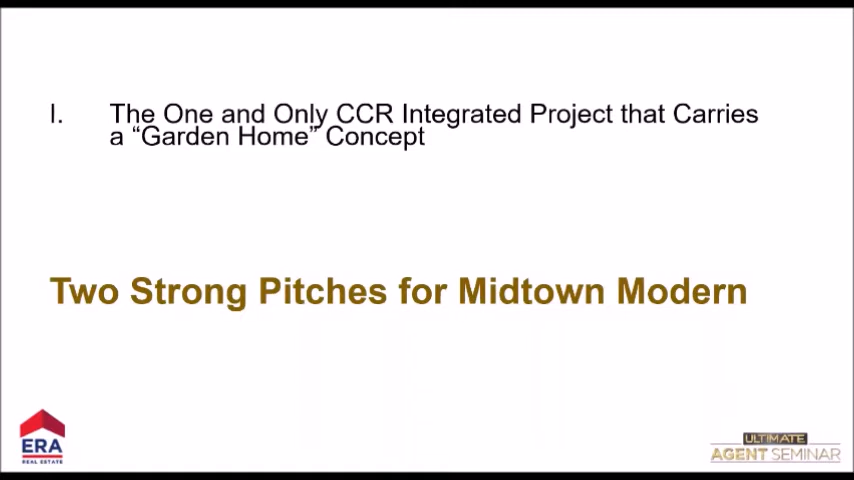 I. The One and Only CCR Integrated Project that Carries
a “Garden Home” Concept
Two Strong Pitches for Midtown Modern
ERA
REAL ESTATE
ULTIMATE
AGENT SEMINAR